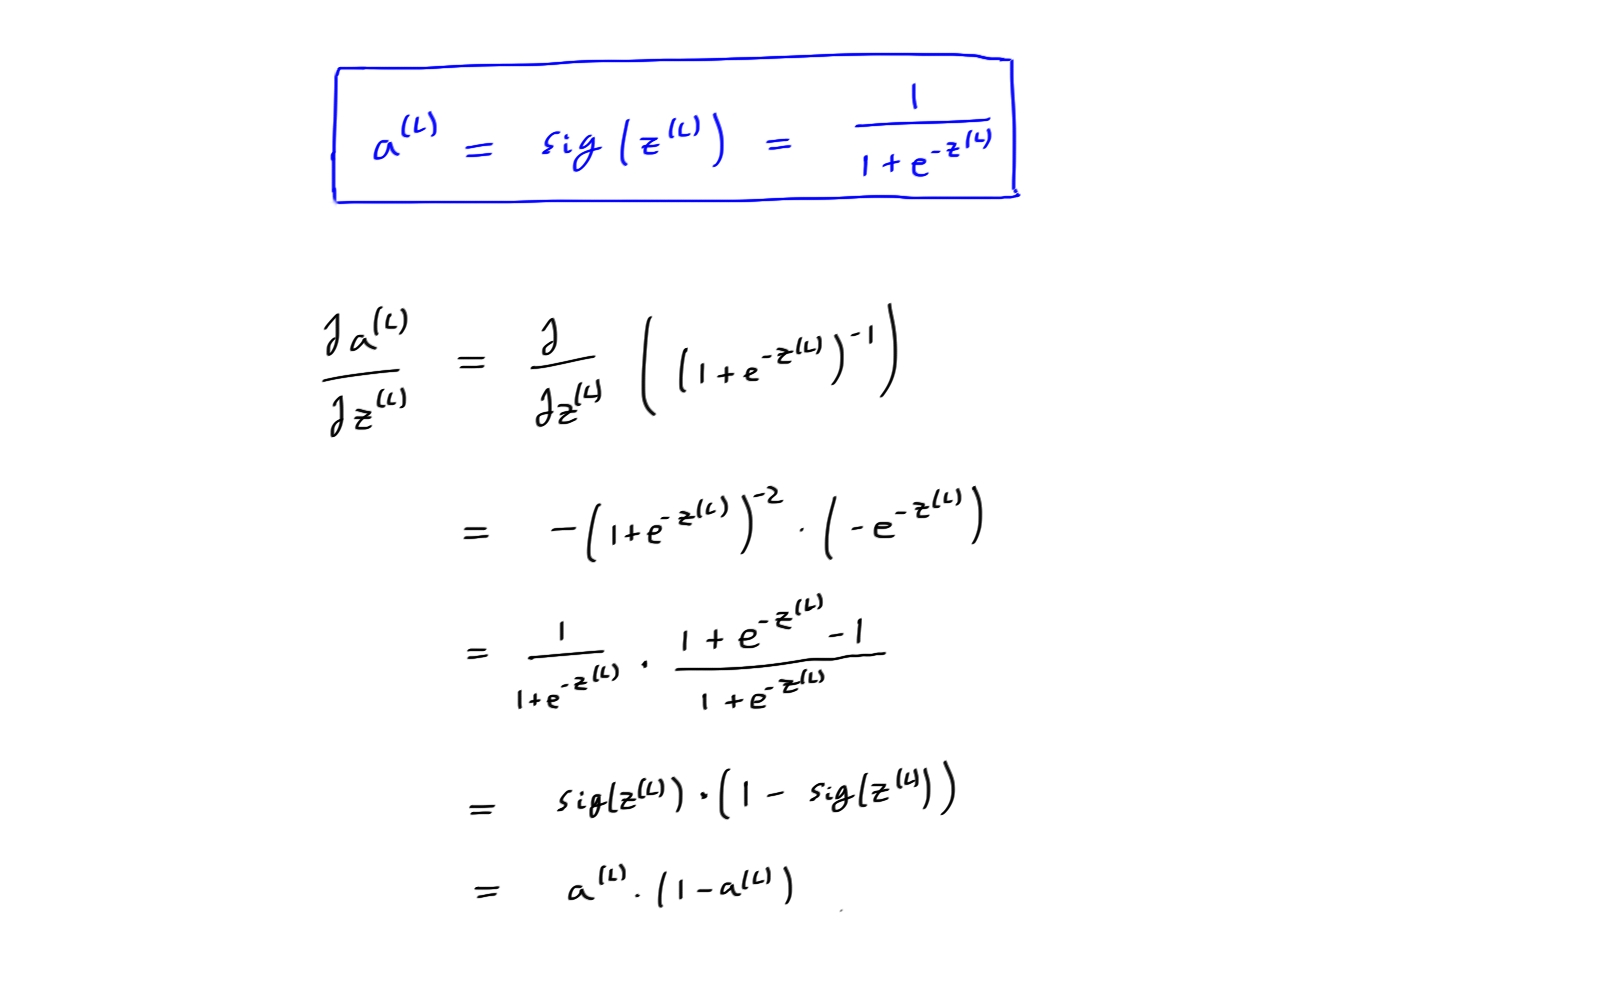 a^(L) = sig(z^(L)) = 1/(1+e^(-z^(L)))
∂a^(L)/∂z^(L) = ∂/∂z^(L) ((1+e^(-z^(L)))^(-1))
= -(1+e^(-z^(L)))^(-2) · (-e^(-z^(L)))
= 1/(1+e^(-z^(L))) · (1+e^(-z^(L))-1)/(1+e^(-z^(L)))
= sig(z^(L)) · (1 - sig(z^(L)))
= a^(L) · (1-a^(L))